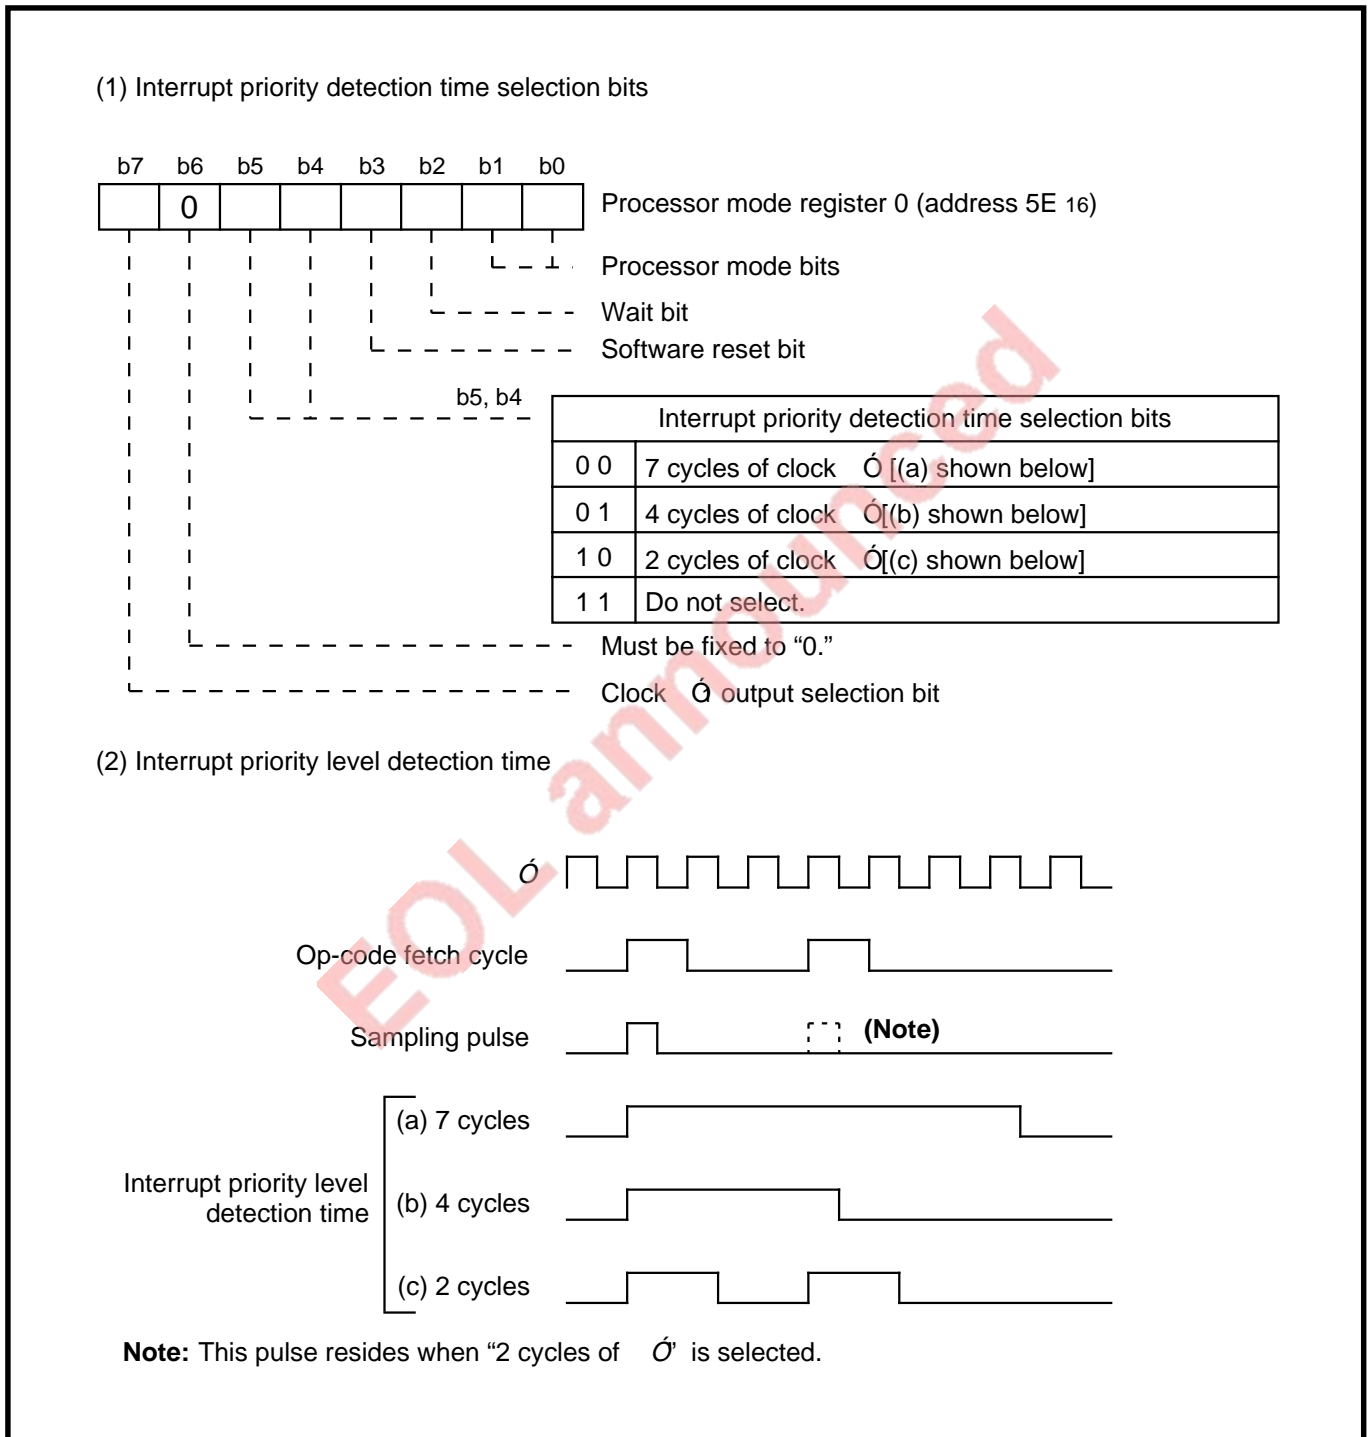 (1) Interrupt priority detection time selection bits
b7 b6 b5 b4 b3 b2 b1 b0
0
Processor mode register 0 (address 5E 16)
Processor mode bits
Wait bit
Software reset bit
b5, b4
Interrupt priority detection time selection bits
0 0 7 cycles of clock Ó [(a) shown below]
0 1 4 cycles of clock Ó[(b) shown below]
1 0 2 cycles of clock Ó[(c) shown below]
1 1 Do not select.
Must be fixed to “0.”
Clock Ó1 output selection bit
(2) Interrupt priority level detection time
Ó
Op-code fetch cycle
Sampling pulse
(Note)
(a) 7 cycles
Interrupt priority level
detection time
(b) 4 cycles
(c) 2 cycles
Note: This pulse resides when “2 cycles of Ó” is selected.
EOL announced